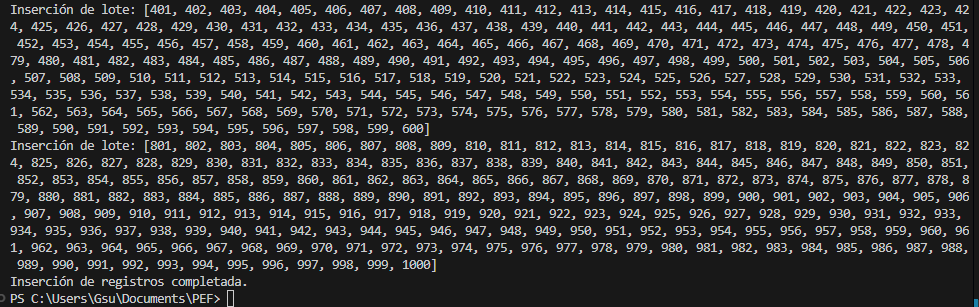 Inserción de lote: [401, 402, 403, 404, 405, 406, 407, 408, 409, 410, 411, 412, 413, 414, 415, 416, 417, 418, 419, 420, 421, 422, 423, 42
4, 425, 426, 427, 428, 429, 430, 431, 432, 433, 434, 435, 436, 437, 438, 439, 440, 441, 442, 443, 444, 445, 446, 447, 448, 449, 450, 451,
452, 453, 454, 455, 456, 457, 458, 459, 460, 461, 462, 463, 464, 465, 466, 467, 468, 469, 470, 471, 472, 473, 474, 475, 476, 477, 478, 4
79, 480, 481, 482, 483, 484, 485, 486, 487, 488, 489, 490, 491, 492, 493, 494, 495, 496, 497, 498, 499, 500, 501, 502, 503, 504, 505, 506
, 507, 508, 509, 510, 511, 512, 513, 514, 515, 516, 517, 518, 519, 520, 521, 522, 523, 524, 525, 526, 527, 528, 529, 530, 531, 532, 533,
534, 535, 536, 537, 538, 539, 540, 541, 542, 543, 544, 545, 546, 547, 548, 549, 550, 551, 552, 553, 554, 555, 556, 557, 558, 559, 560, 56
1, 562, 563, 564, 565, 566, 567, 568, 569, 570, 571, 572, 573, 574, 575, 576, 577, 578, 579, 580, 581, 582, 583, 584, 585, 586, 587, 588,
589, 590, 591, 592, 593, 594, 595, 596, 597, 598, 599, 600]
Inserción de lote: [801, 802, 803, 804, 805, 806, 807, 808, 809, 810, 811, 812, 813, 814, 815, 816, 817, 818, 819, 820, 821, 822, 823, 82
4, 825, 826, 827, 828, 829, 830, 831, 832, 833, 834, 835, 836, 837, 838, 839, 840, 841, 842, 843, 844, 845, 846, 847, 848, 849, 850, 851,
852, 853, 854, 855, 856, 857, 858, 859, 860, 861, 862, 863, 864, 865, 866, 867, 868, 869, 870, 871, 872, 873, 874, 875, 876, 877, 878, 8
79, 880, 881, 882, 883, 884, 885, 886, 887, 888, 889, 890, 891, 892, 893, 894, 895, 896, 897, 898, 899, 900, 901, 902, 903, 904, 905, 906
, 907, 908, 909, 910, 911, 912, 913, 914, 915, 916, 917, 918, 919, 920, 921, 922, 923, 924, 925, 926, 927, 928, 929, 930, 931, 932, 933,
934, 935, 936, 937, 938, 939, 940, 941, 942, 943, 944, 945, 946, 947, 948, 949, 950, 951, 952, 953, 954, 955, 956, 957, 958, 959, 960, 96
1, 962, 963, 964, 965, 966, 967, 968, 969, 970, 971, 972, 973, 974, 975, 976, 977, 978, 979, 980, 981, 982, 983, 984, 985, 986, 987, 988,
989, 990, 991, 992, 993, 994, 995, 996, 997, 998, 999, 1000]
Inserción de registros completada.
PS C:\Users\Gsu\Documents\PEF>